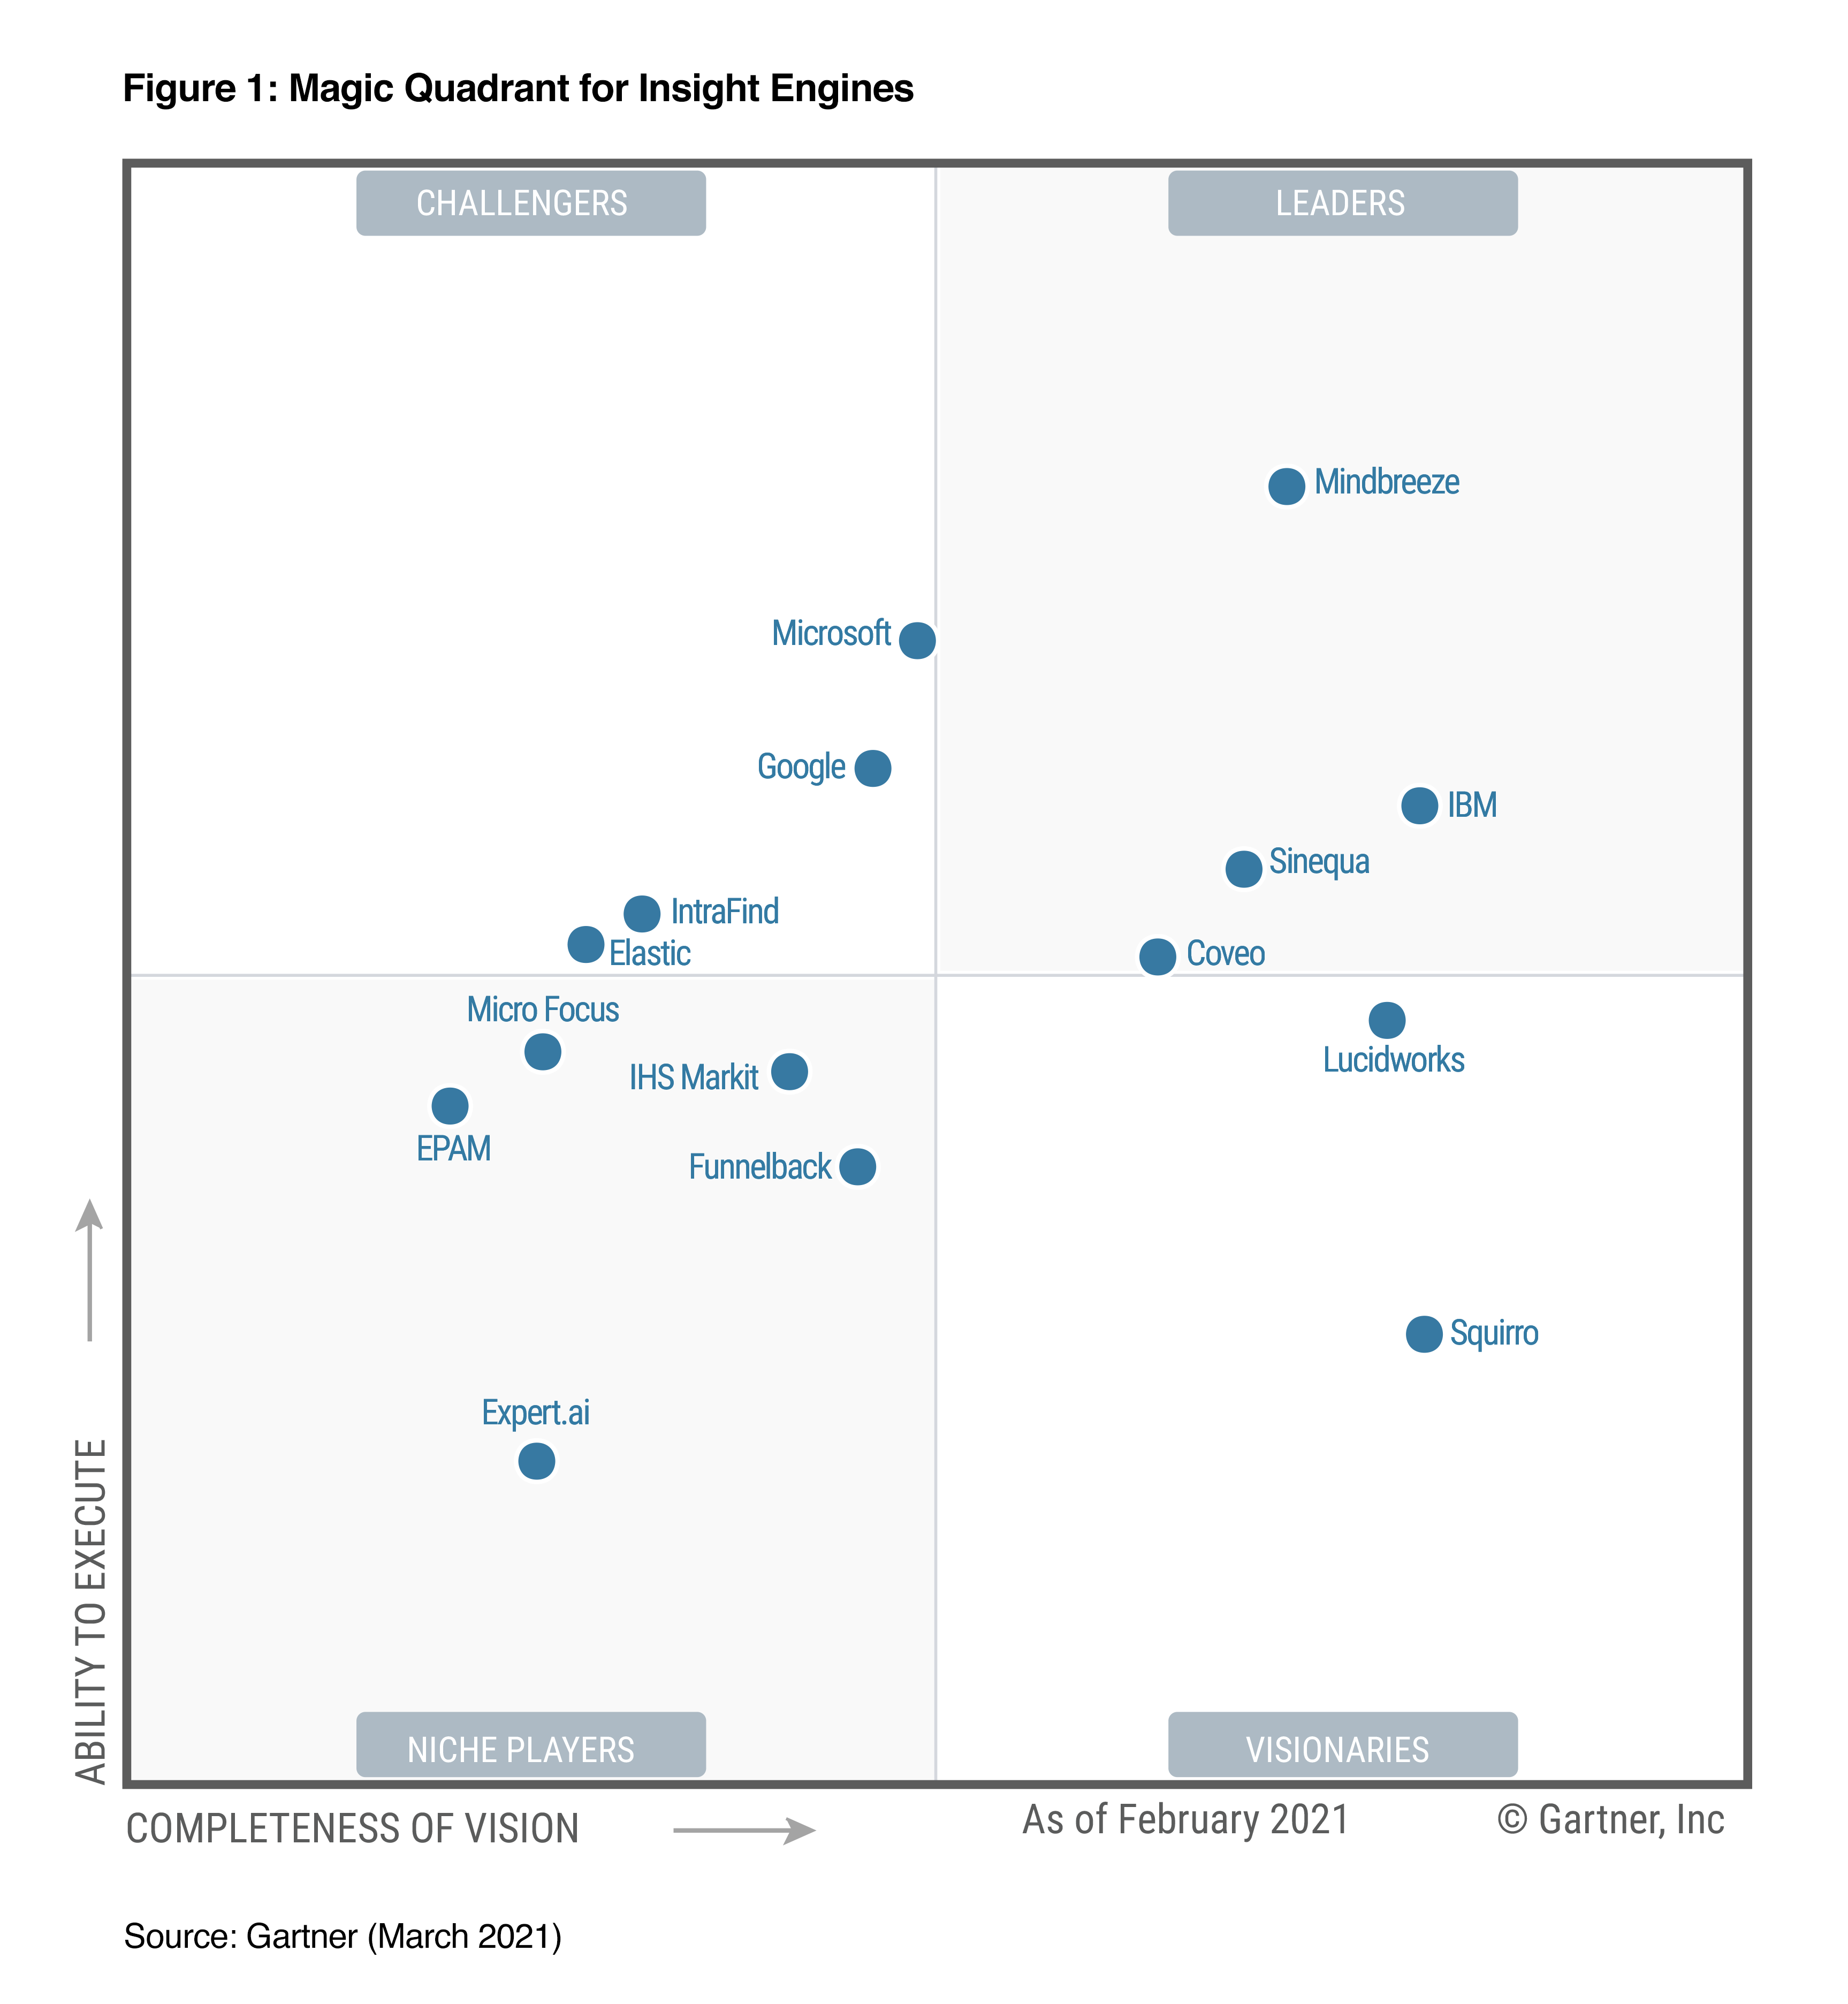 Figure 1: Magic Quadrant for Insight Engines
CHALLENGERS
LEADERS
Mindbreeze
Microsoft
Google
IBM
Sinequa
IntraFind
Elastic
Coveo
Micro Focus
Lucidworks
IHS Markit
EPAM
Funnelback
Squirro
Expert.ai
ABILITY TO EXECUTE
NICHE PLAYERS
VISIONARIES
COMPLETENESS OF VISION
As of February 2021
© Gartner, Inc
Source: Gartner (March 2021)